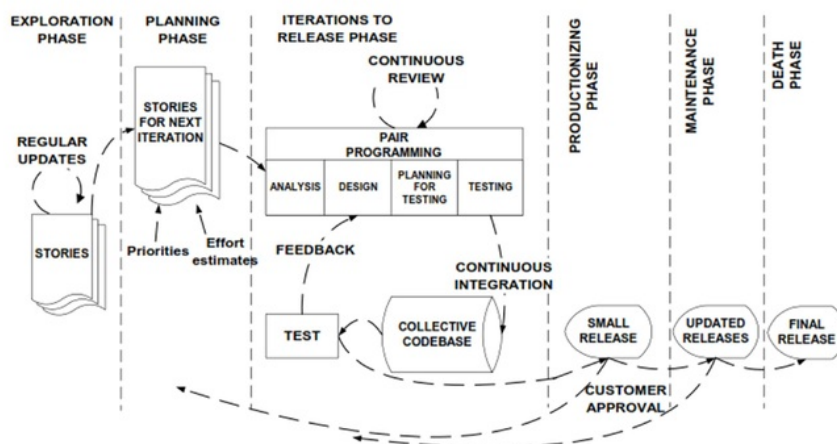 EXPLORATION
PHASE
PLANNING
PHASE
ITERATIONS TO
RELEASE PHASE
PRODUCTIONIZING
PHASE
MAINTENANCE
PHASE
DEATH
PHASE
CONTINUOUS
REVIEW
STORIES
FOR NEXT
ITERATION
REGULAR
UPDATES
PAIR
PROGRAMMING
ANALYSIS
DESIGN
PLANNING
FOR
TESTING
TESTING
STORIES
Priorities
Effort
estimates
FEEDBACK
CONTINUOUS
INTEGRATION
TEST
COLLECTIVE
CODEBASE
SMALL
RELEASE
UPDATED
RELEASES
FINAL
RELEASE
CUSTOMER
APPROVAL